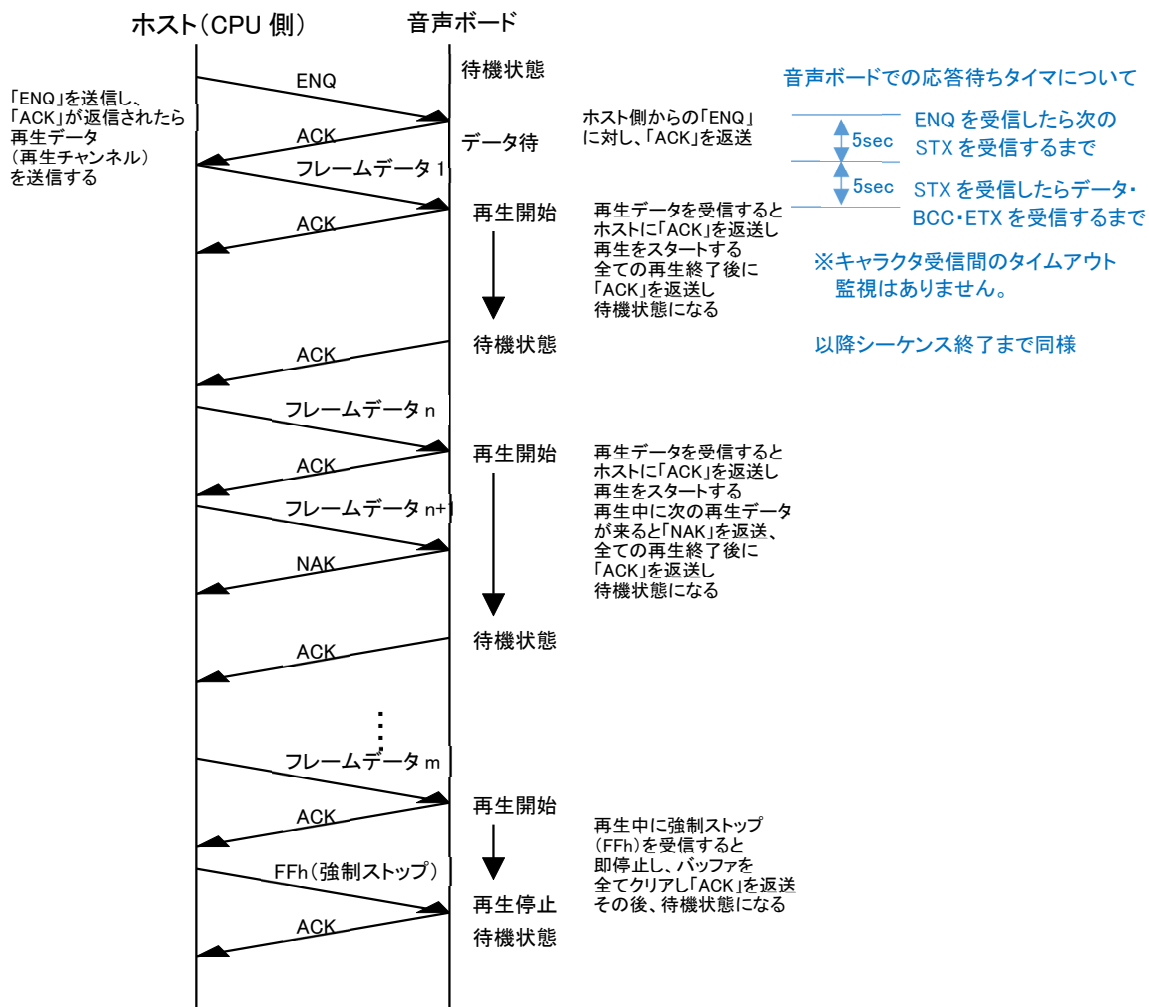 ホスト（CPU 側）
音声ボード
待機状態
ENQ
「ENQ」を送信し、
「ACK」が返信されたら
再生データ
（再生チャンネル）
を送信する
ACK
データ待
ホスト側からの「ENQ」
に対し、「ACK」を返送
フレームデータ 1
再生開始
再生データを受信すると
ホストに「ACK」を返送し
再生をスタートする
全ての再生終了後に
「ACK」を返送し
待機状態になる
ACK
待機状態
ACK
音声ボードでの応答待ちタイマについて
5sec
ENQ を受信したら次の
STX を受信するまで
5sec
STX を受信したらデータ・
BCC・ETX を受信するまで
※キャラクタ受信間のタイムアウト
監視はありません。
以降シーケンス終了まで同様
フレームデータ n
再生開始
再生データを受信すると
ホストに「ACK」を返送し
再生をスタートする
再生中に次の再生データ
が来ると「NAK」を返送、
全ての再生終了後に
「ACK」を返送し
待機状態になる
ACK
フレームデータ n+1
NAK
待機状態
ACK
フレームデータ m
再生開始
ACK
再生中に強制ストップ
（FFh）を受信すると
即停止し、バッファを
全てクリアし「ACK」を返送
その後、待機状態になる
FFh（強制ストップ）
再生停止
待機状態
ACK